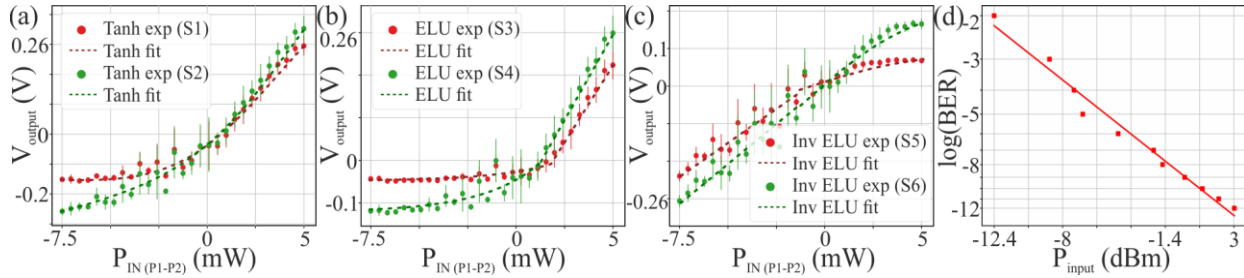 (a)
Tanh exp (S1)
Tanh fit
Tanh exp (S2)
Tanh fit
0.26
0
-0.2
V_output (V)
-7.5
0
5
P_IN (P1-P2) (mW)
(b)
ELU exp (S3)
ELU fit
ELU exp (S4)
ELU fit
0.26
0
-0.1
V_output (V)
-7.5
0
5
P_IN (P1-P2) (mW)
(c)
0.1
0
-0.26
V_output (V)
Inv ELU exp (S5)
Inv ELU fit
Inv ELU exp (S6)
Inv ELU fit
-7.5
0
5
P_IN (P1-P2) (mW)
(d)
-2
-3
-5
-8
-12
log(BER)
-12.4
-8
-1.4
3
P_input (dBm)